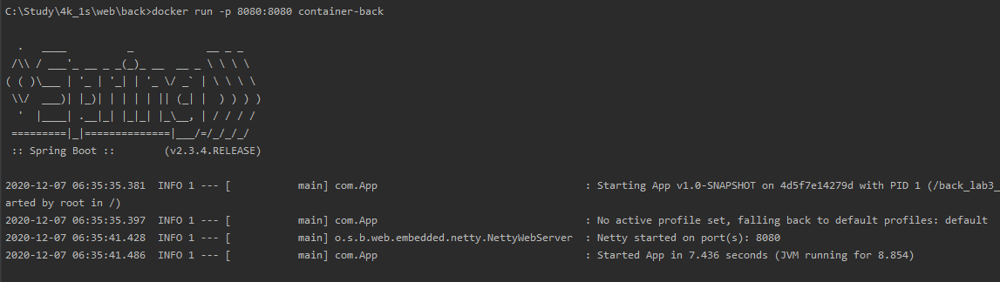 C:\Study\4k_1s\web\back>docker run -p 8080:8080 container-back
  .   ____          _            __ _ _
 /\\ / ___'_ __ _ _(_)_ __  __ _ \ \ \ \
( ( )\___ | '_ | '_| | '_ \/ _` | \ \ \ \
 \\/  ___)| |_)| | | | | || (_| |  ) ) ) )
  '  |____| .__|_| |_|_| |_\__, | / / / /
 =========|_|==============|___/=/_/_/_/
 :: Spring Boot ::        (v2.3.4.RELEASE)
2020-12-07 06:35:35.381  INFO 1 --- [           main] com.App                                  : Starting App v1.0-SNAPSHOT on 4d5f7e14279d with PID 1 (/back_lab3_
arted by root in /)
2020-12-07 06:35:35.397  INFO 1 --- [           main] com.App                                  : No active profile set, falling back to default profiles: default
2020-12-07 06:35:41.428  INFO 1 --- [           main] o.s.b.web.embedded.netty.NettyWebServer  : Netty started on port(s): 8080
2020-12-07 06:35:41.486  INFO 1 --- [           main] com.App                                  : Started App in 7.436 seconds (JVM running for 8.854)